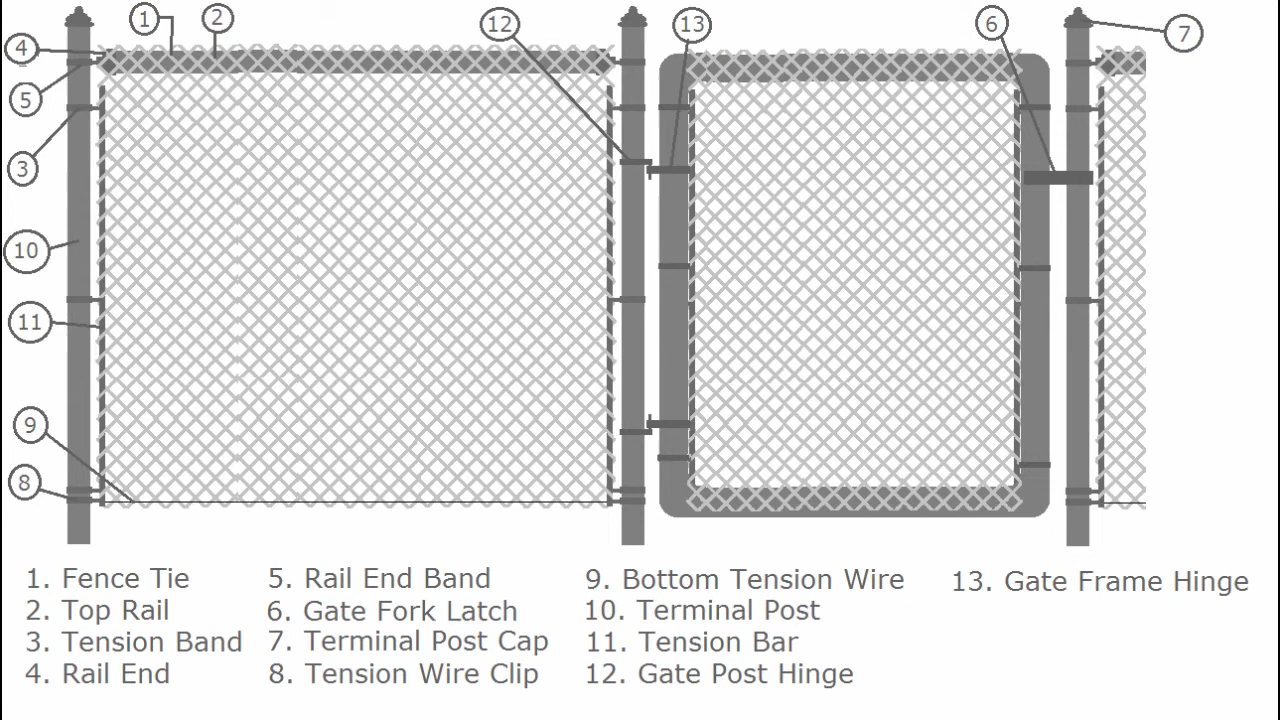 1
2
12
13
6
7
4
5
3
10
11
9
8
1. Fence Tie
2. Top Rail
3. Tension Band
4. Rail End
5. Rail End Band
6. Gate Fork Latch
7. Terminal Post Cap
8. Tension Wire Clip
9. Bottom Tension Wire
10. Terminal Post
11. Tension Bar
12. Gate Post Hinge
13. Gate Frame Hinge